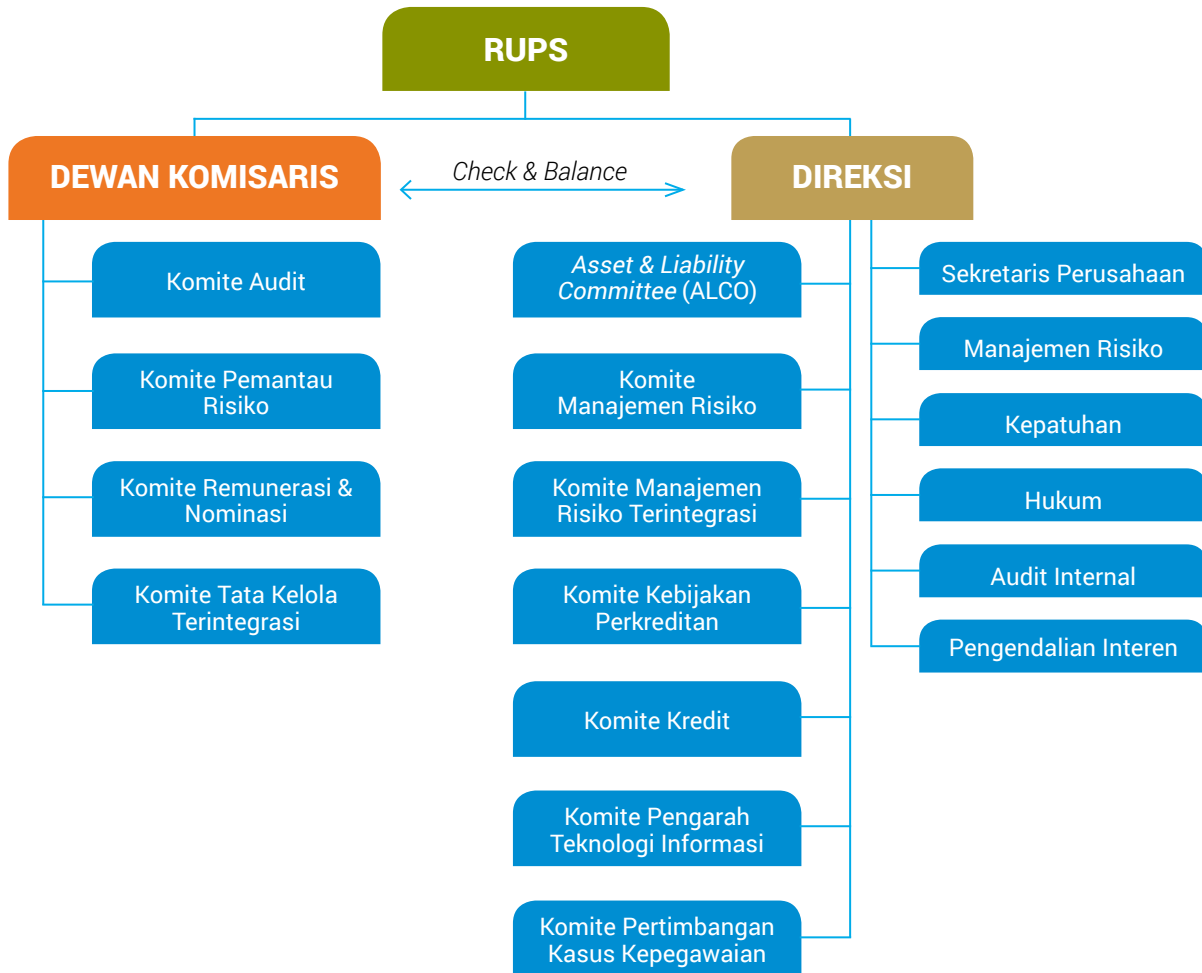 RUPS
DEWAN KOMISARIS
Check & Balance
DIREKSI
Komite Audit
Komite Pemantau
Risiko
Komite Remunerasi &
Nominasi
Komite Tata Kelola
Terintegrasi
Asset & Liability
Committee (ALCO)
Komite
Manajemen Risiko
Komite Manajemen
Risiko Terintegrasi
Komite Kebijakan
Perkreditan
Komite Kredit
Komite Pengarah
Teknologi Informasi
Komite Pertimbangan
Kasus Kepegawaian
Sekretaris Perusahaan
Manajemen Risiko
Kepatuhan
Hukum
Audit Internal
Pengendalian Interen